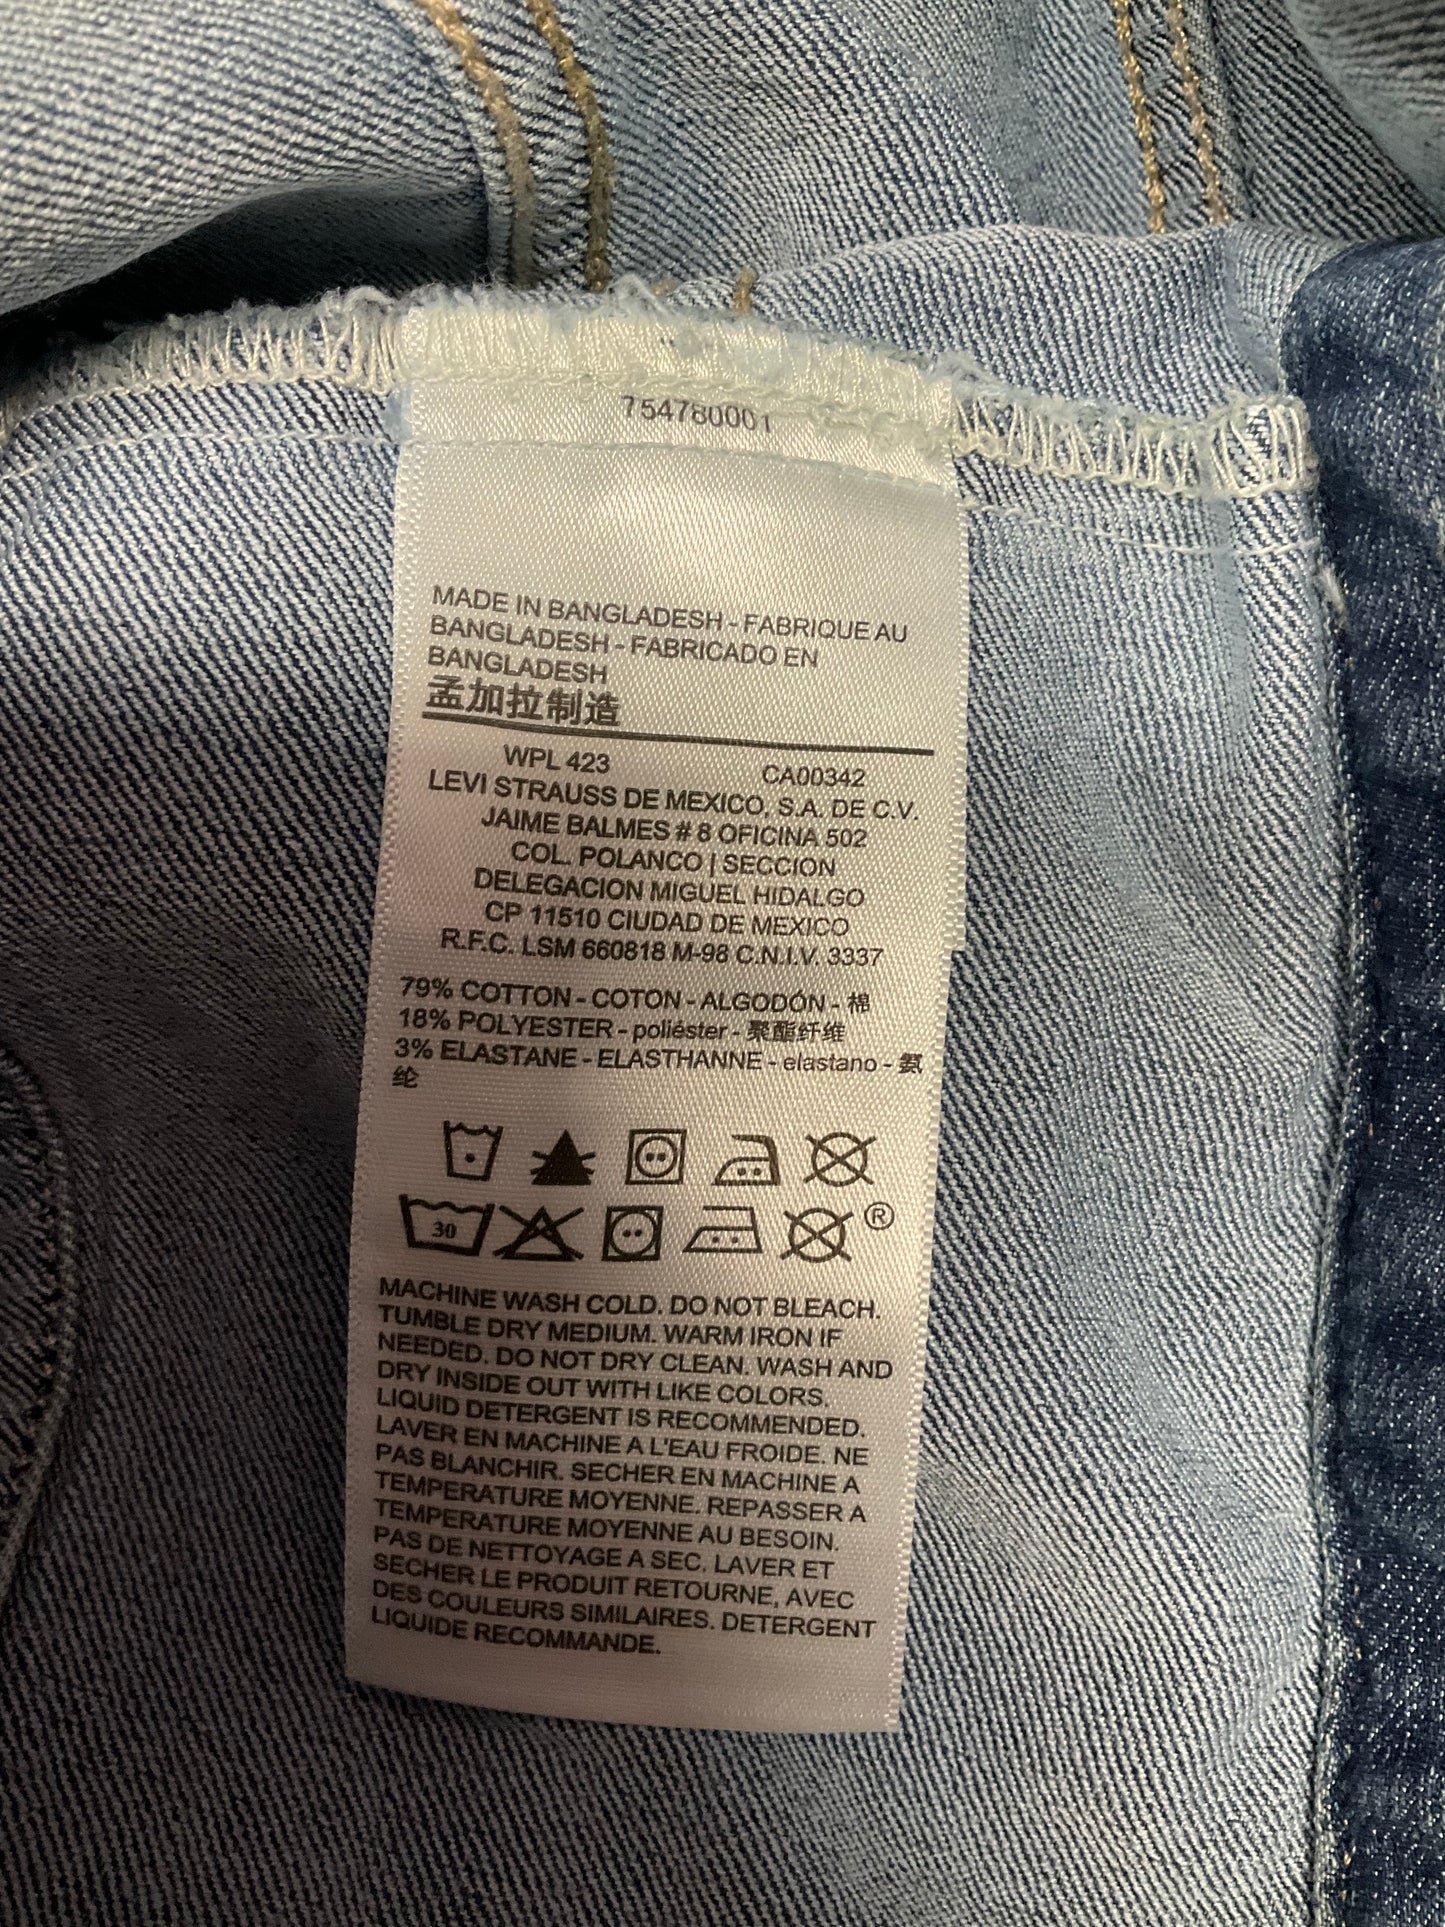 754780001
MADE IN BANGLADESH - FABRIQUE AU
BANGLADESH - FABRICADO EN
BANGLADESH
孟加拉制造
WPL 423 CA00342
LEVI STRAUSS DE MEXICO, S.A. DE C.V.
JAIME BALMES # 8 OFICINA 502
COL. POLANCO | SECCION
DELEGACION MIGUEL HIDALGO
CP 11510 CIUDAD DE MEXICO
R.F.C. LSM 660818 M-98 C.N.I.V. 3337
79% COTTON - COTON - ALGODÓN - 棉
18% POLYESTER - poliéster - 聚酯纤维
3% ELASTANE - ELASTHANNE - elastano - 氨
纶
30 ®
MACHINE WASH COLD. DO NOT BLEACH.
TUMBLE DRY MEDIUM. WARM IRON IF
NEEDED. DO NOT DRY CLEAN. WASH AND
DRY INSIDE OUT WITH LIKE COLORS.
LIQUID DETERGENT IS RECOMMENDED.
LAVER EN MACHINE A L'EAU FROIDE. NE
PAS BLANCHIR. SECHER EN MACHINE A
TEMPERATURE MOYENNE. REPASSER A
TEMPERATURE MOYENNE AU BESOIN.
PAS DE NETTOYAGE A SEC. LAVER ET
SECHER LE PRODUIT RETOURNE, AVEC
DES COULEURS SIMILAIRES. DETERGENT
LIQUIDE RECOMMANDE.